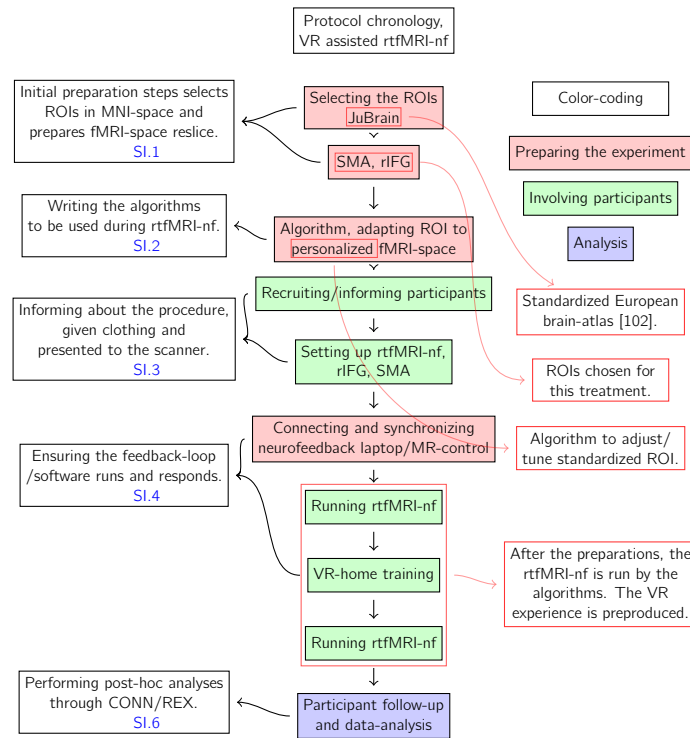 Protocol chronology,
VR assisted rtfMRI-nf
Initial preparation steps selects
ROIs in MNI-space and
prepares fMRI-space reslice.
SI.1
Selecting the ROIs
JuBrain
Color-coding
SMA, rIFG
Preparing the experiment
Involving participants
Analysis
Writing the algorithms
to be used during rtfMRI-nf.
SI.2
Algorithm, adapting ROI to
personalized fMRI-space
Recruiting/informing participants
Standardized European
brain-atlas [102].
Informing about the procedure,
given clothing and
presented to the scanner.
SI.3
Setting up rtfMRI-nf,
rIFG, SMA
ROIs chosen for
this treatment.
Connecting and synchronizing
neurofeedback laptop/MR-control
Algorithm to adjust/
tune standardized ROI.
Ensuring the feedback-loop
/software runs and responds.
SI.4
Running rtfMRI-nf
VR-home training
Running rtfMRI-nf
After the preparations, the
rtfMRI-nf is run by the
algorithms. The VR
experience is preproduced.
Performing post-hoc analyses
through CONN/REX.
SI.6
Participant follow-up
and data-analysis